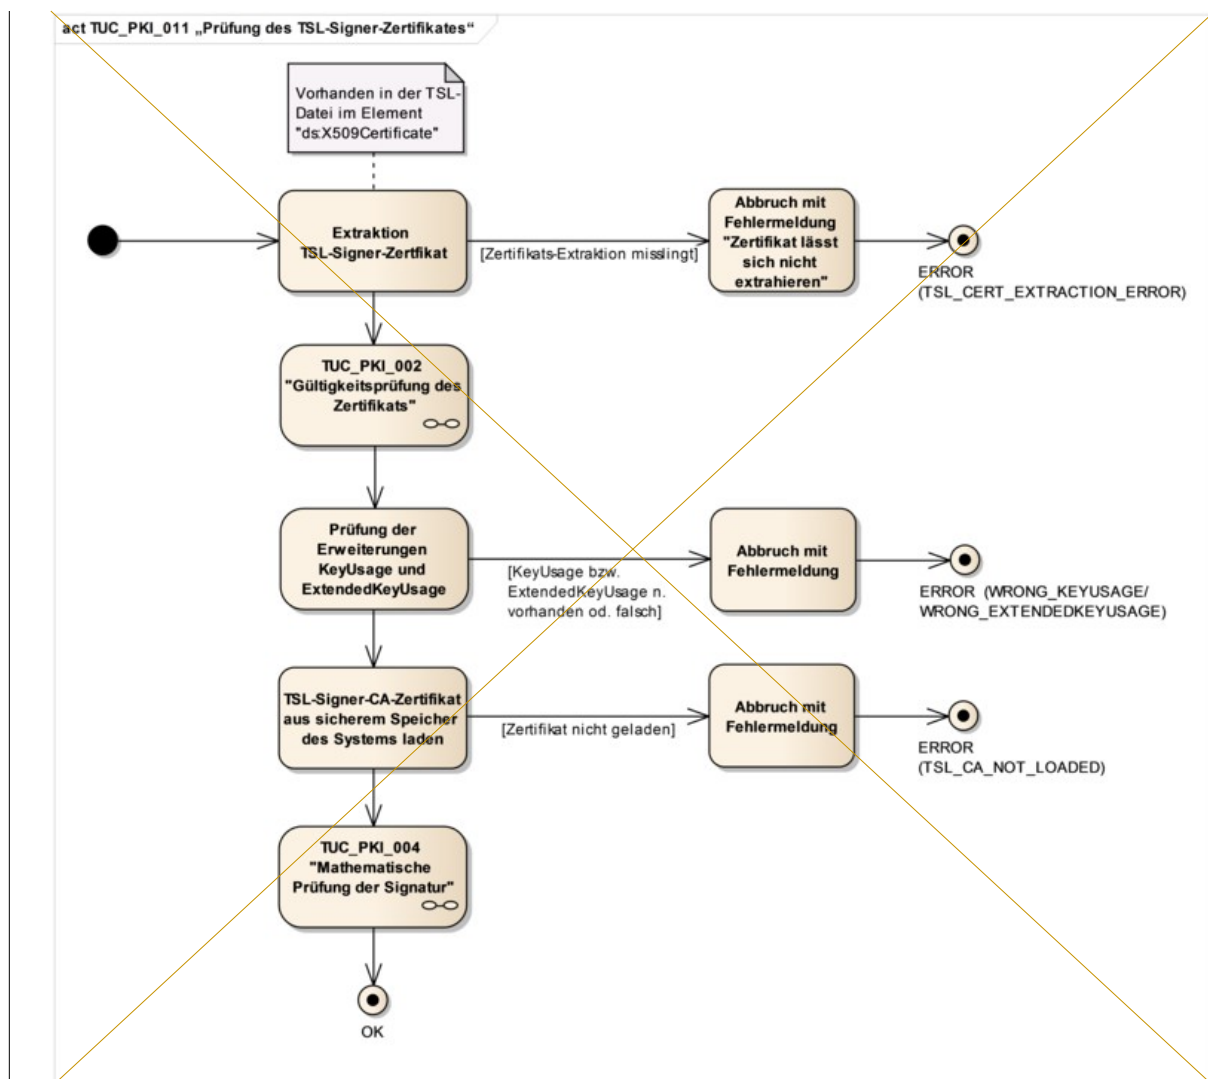 act TUC_PKI_011 „Prüfung des TSL-Signer-Zertifikates“
Vorhanden in der TSL-
Datei im Element
"ds:X509Certificate"
Extraktion
TSL-Signer-Zertfikat
[Zertifikats-Extraktion misslingt]
Abbruch mit
Fehlermeldung
"Zertifikat lässt
sich nicht
extrahieren"
ERROR
(TSL_CERT_EXTRACTION_ERROR)
TUC_PKI_002
"Gültigkeitsprüfung des
Zertifikats"
Prüfung der
Erweiterungen
KeyUsage und
ExtendedKeyUsage
[KeyUsage bzw.
ExtendedKeyUsage n.
vorhanden od. falsch]
Abbruch mit
Fehlermeldung
ERROR (WRONG_KEYUSAGE/
WRONG_EXTENDEDKEYUSAGE)
TSL-Signer-CA-Zertifikat
aus sicherem Speicher
des Systems laden
[Zertifikat nicht geladen]
Abbruch mit
Fehlermeldung
ERROR
(TSL_CA_NOT_LOADED)
TUC_PKI_004
"Mathematische
Prüfung der Signatur"
OK